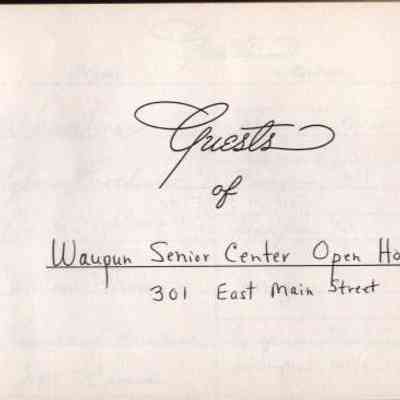 Guests
of
Waupun Senior Center Open Ho
301 East Main Street